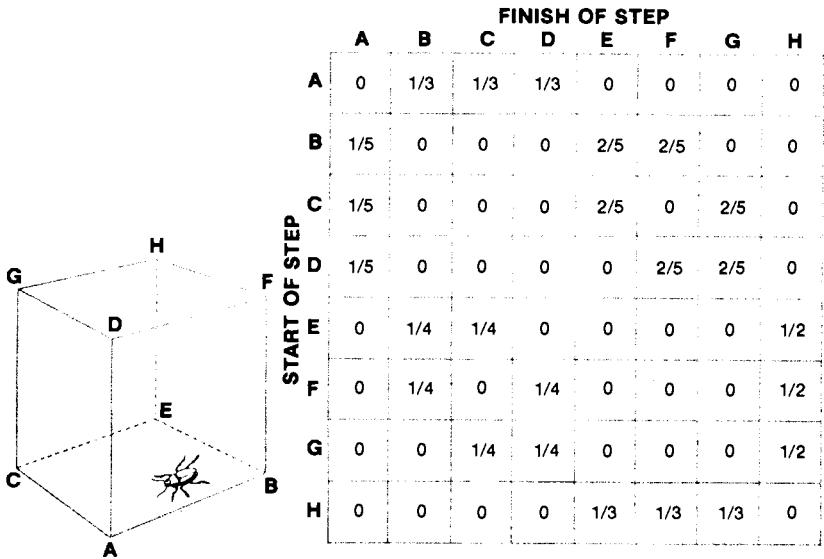 FINISH OF STEP
A B C D E F G H
START OF STEP
A 0 1/3 1/3 1/3 0 0 0 0
B 1/5 0 0 0 2/5 2/5 0 0
C 1/5 0 0 0 2/5 0 2/5 0
D 1/5 0 0 0 0 2/5 2/5 0
E 0 1/4 1/4 0 0 0 0 1/2
F 0 1/4 0 1/4 0 0 0 1/2
G 0 0 1/4 1/4 0 0 0 1/2
H 0 0 0 0 1/3 1/3 1/3 0
H
G
F
D
E
C
B
A